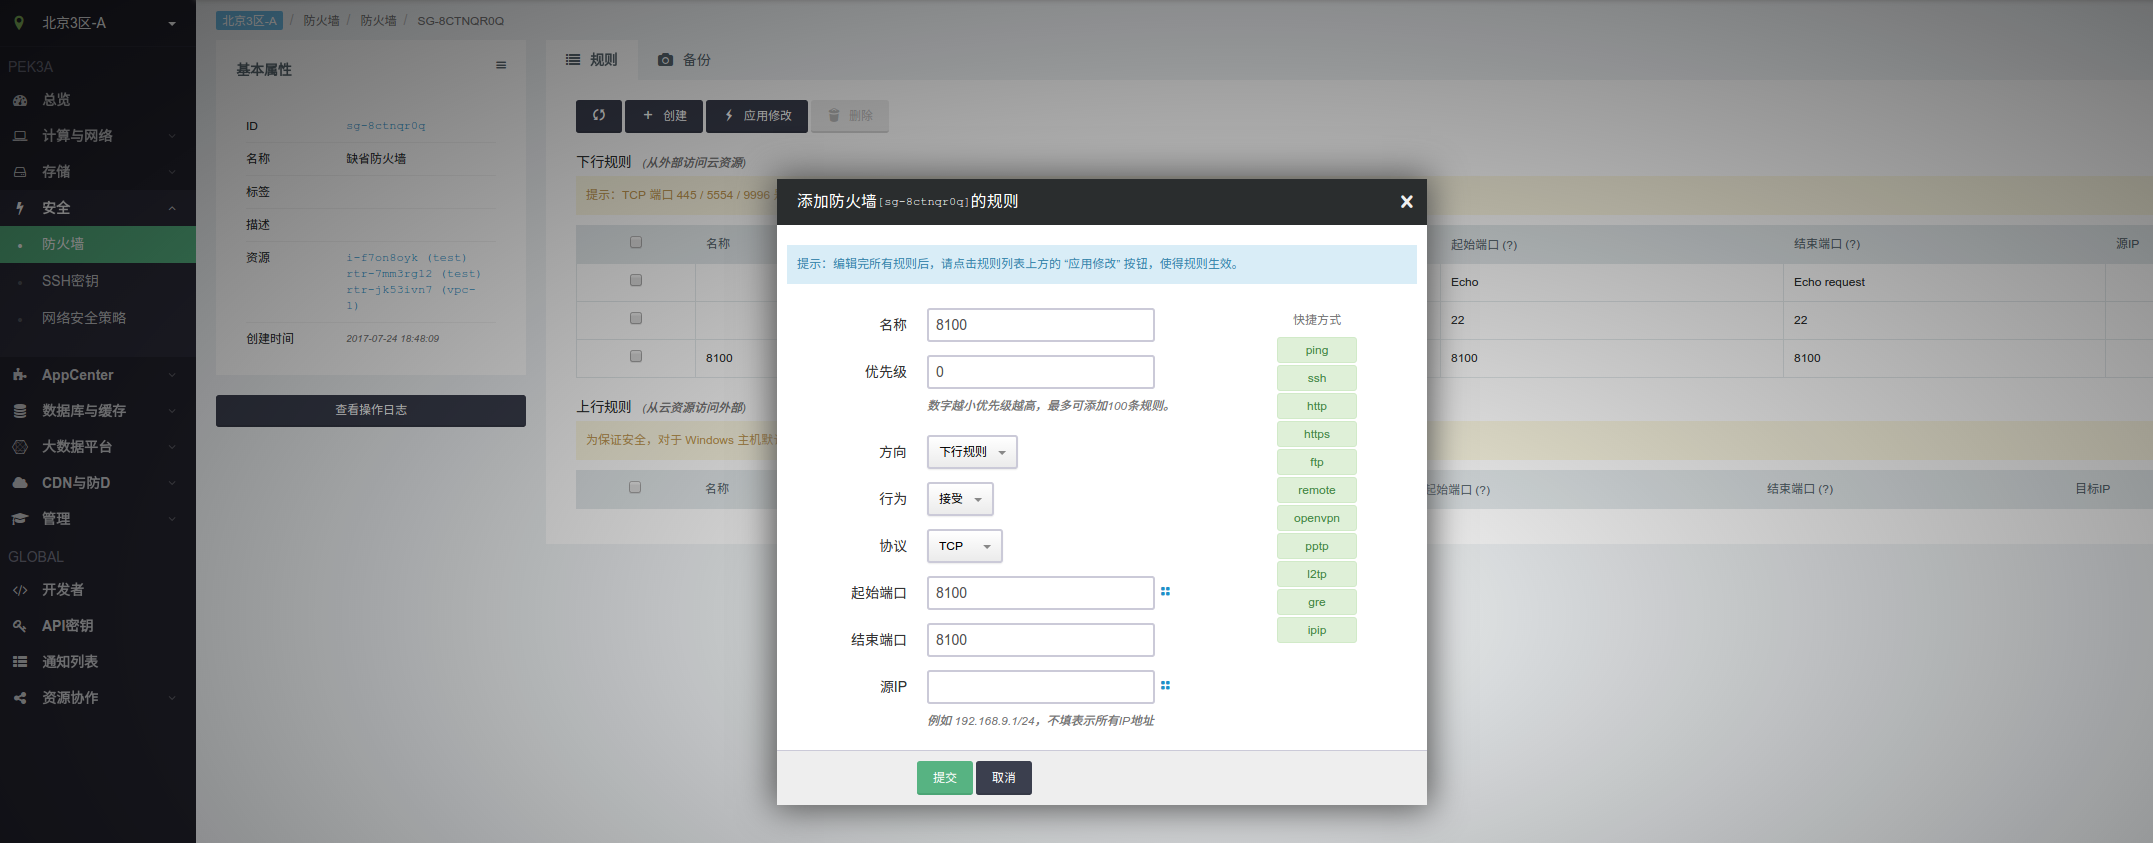 北京3区-A
PEK3A
总览
计算与网络
存储
安全
防火墙
SSH密钥
网络安全策略
AppCenter
数据库与缓存
大数据平台
CDN与防D
管理
GLOBAL
开发者
API密钥
通知列表
资源协作
北京3区-A / 防火墙 / 防火墙 / SG-8CTNQR0Q
基本属性
ID sg-8ctnqr0q
名称 缺省防火墙
标签
描述
资源 i-f7on8oyk (test)
rtr-7mm3rgl2 (test)
rtr-jk53ivn7 (vpc-
1)
创建时间 2017-07-24 18:48:09
查看操作日志
规则 备份
创建 应用修改 删除
下行规则 (从外部访问云资源)
提示：TCP 端口 445 / 5554 / 9996
名称 起始端口 (?) 结束端口 (?) 源IP
Echo Echo request
22 22
8100 8100 8100
上行规则 (从云资源访问外部)
为保证安全，对于 Windows 主机默
名称 起始端口 (?) 结束端口 (?) 目标IP
添加防火墙[sg-8ctnqr0q]的规则 ×
提示：编辑完所有规则后，请点击规则列表上方的 “应用修改” 按钮，使得规则生效。
名称 8100
优先级 0
数字越小优先级越高，最多可添加100条规则。
方向 下行规则
行为 接受
协议 TCP
起始端口 8100
结束端口 8100
源IP
例如 192.168.9.1/24，不填表示所有IP地址
快捷方式
ping
ssh
http
https
ftp
remote
openvpn
pptp
l2tp
gre
ipip
提交 取消